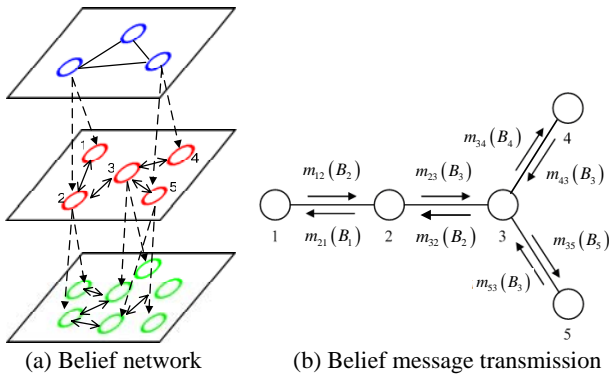 1
2
3
4
5
m₁₂(B₂)
m₂₁(B₁)
m₂₃(B₃)
m₃₂(B₂)
m₃₄(B₄)
m₄₃(B₃)
m₃₅(B₅)
m₅₃(B₃)
1
2
3
4
5
(a) Belief network
(b) Belief message transmission